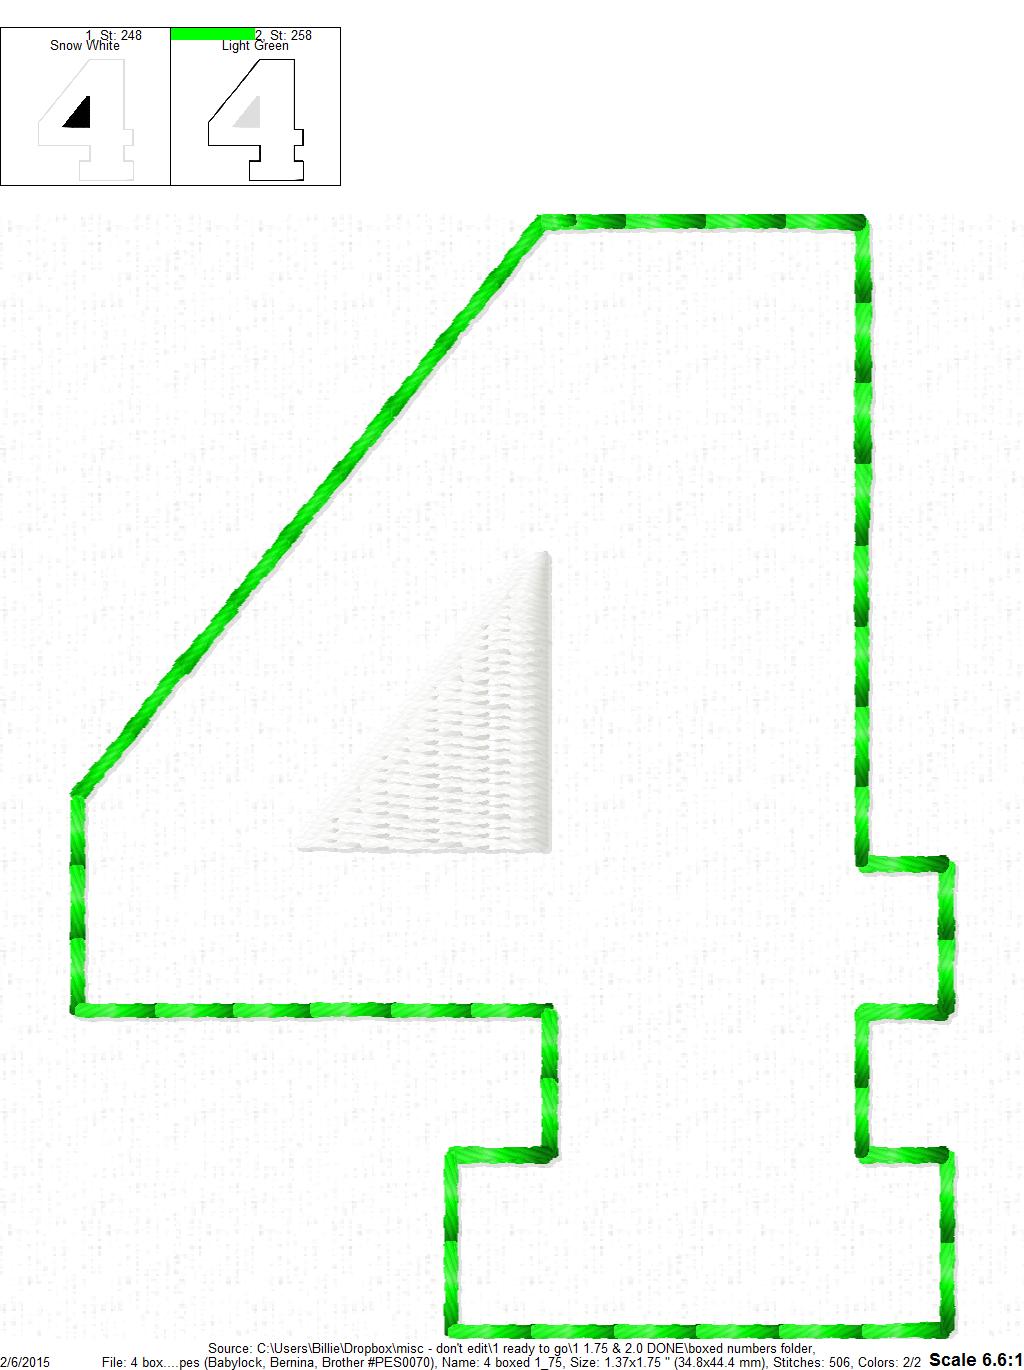 1, St: 248
Snow White
2, St: 258
Light Green
4
4
Source: C:\Users\Billie\Dropbox\misc - don't edit\1 ready to go\1 1.75 & 2.0 DONE\boxed numbers folder,
2/6/2015 File: 4 box....pes (Babylock, Bernina, Brother #PES0070), Name: 4 boxed 1_75, Size: 1.37x1.75 " (34.8x44.4 mm), Stitches: 506, Colors: 2/2 Scale 6.6:1